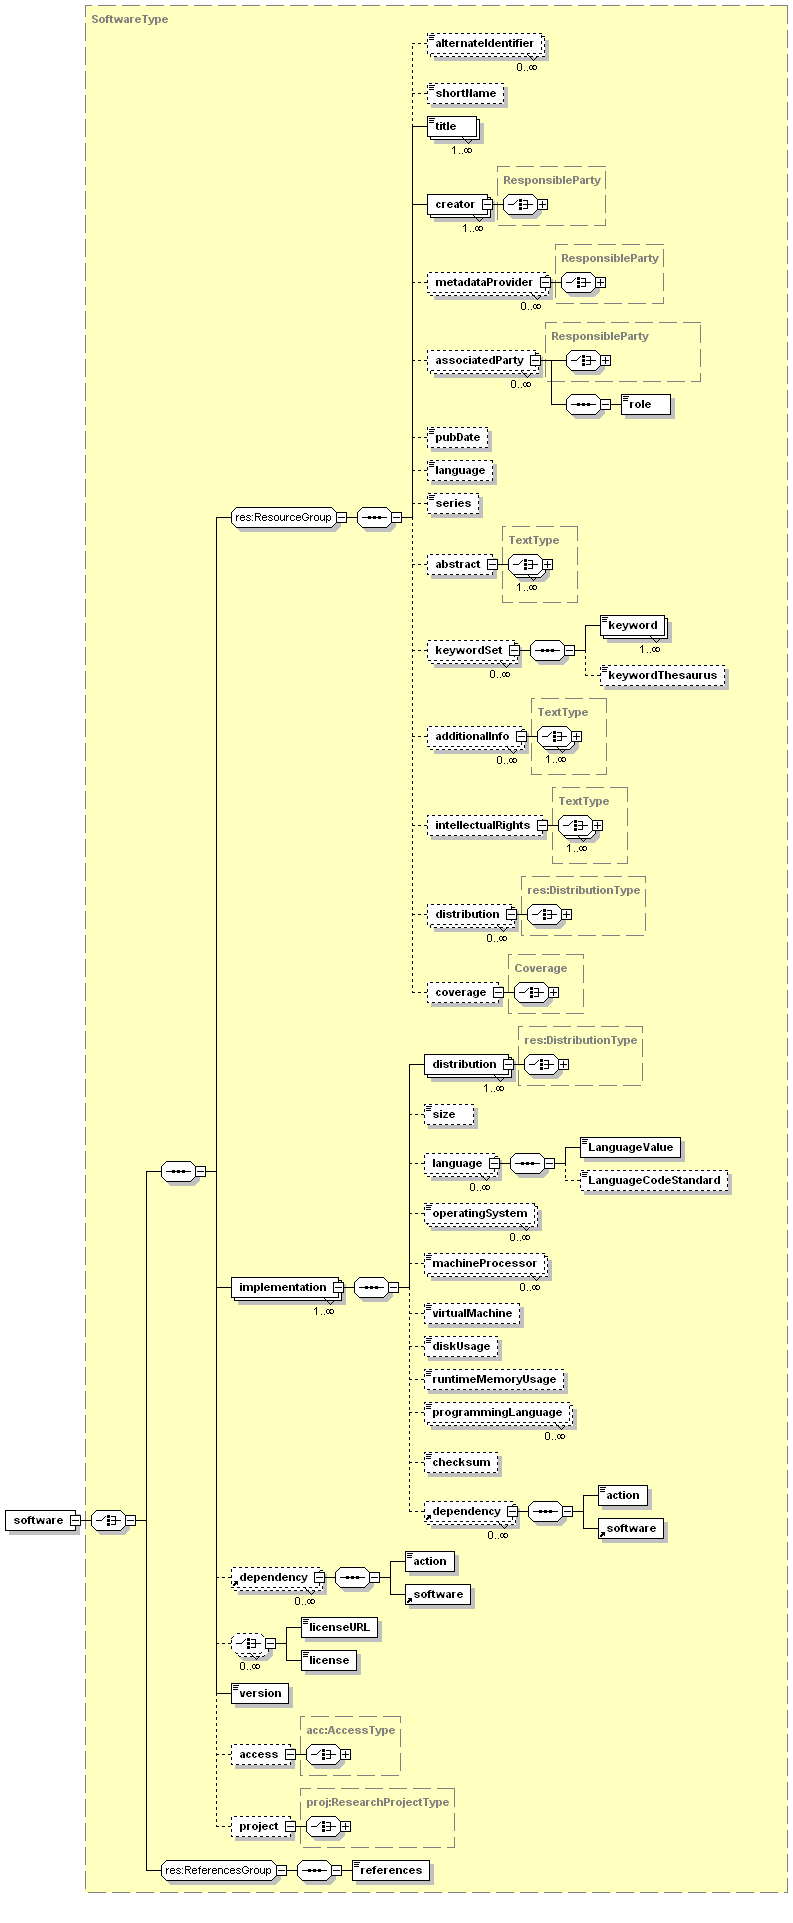 SoftwareType
alternateIdentifier
0..∞
shortName
title
1..∞
ResponsibleParty
creator
1..∞
ResponsibleParty
metadataProvider
0..∞
ResponsibleParty
associatedParty
0..∞
role
pubDate
language
series
res:ResourceGroup
TextType
abstract
1..∞
keyword
1..∞
keywordSet
0..∞
keywordThesaurus
TextType
additionalInfo
0..∞ 1..∞
TextType
intellectualRights
1..∞
res:DistributionType
distribution
0..∞
Coverage
coverage
res:DistributionType
distribution
1..∞
size
LanguageValue
language
0..∞
LanguageCodeStandard
operatingSystem
0..∞
machineProcessor
0..∞
implementation
1..∞
virtualMachine
diskUsage
runtimeMemoryUsage
programmingLanguage
0..∞
checksum
action
dependency
0..∞
software
software
action
dependency
0..∞
software
licenseURL
0..∞
license
version
acc:AccessType
access
proj:ResearchProjectType
project
res:ReferencesGroup
references